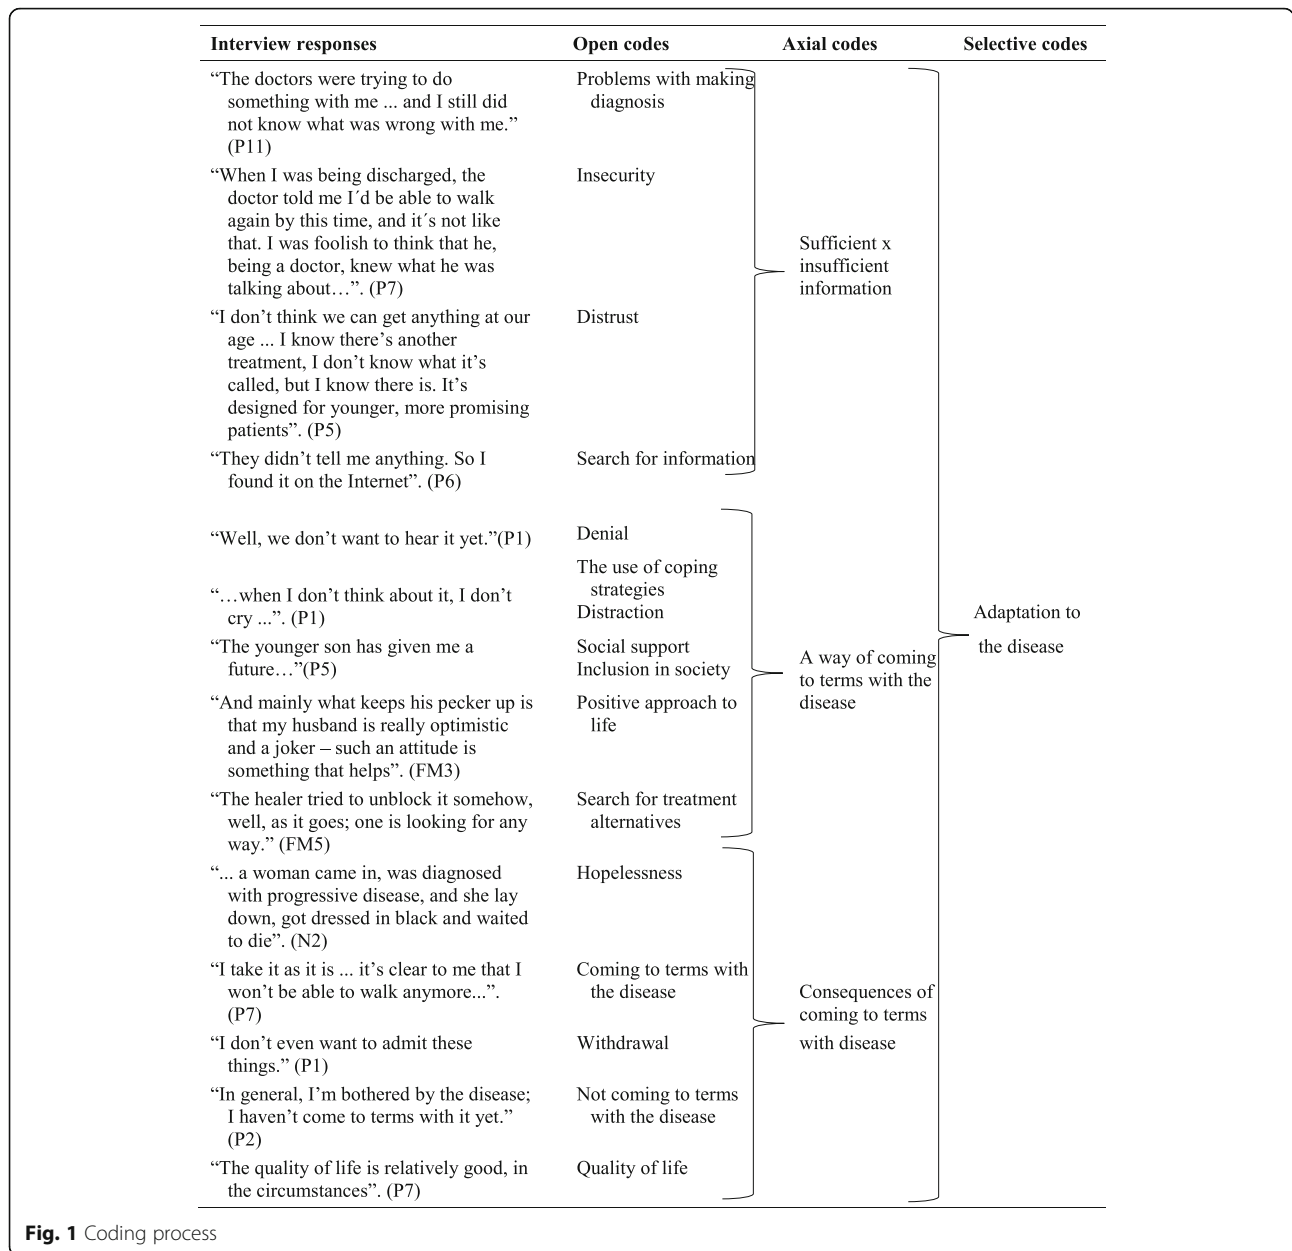 Interview responses Open codes Axial codes Selective codes
“The doctors were trying to do
something with me ... and I still did
not know what was wrong with me.”
(P11)
Problems with making
diagnosis
“When I was being discharged, the
doctor told me I´d be able to walk
again by this time, and it´s not like
that. I was foolish to think that he,
being a doctor, knew what he was
talking about…”. (P7)
Insecurity
“I don’t think we can get anything at our
age ... I know there’s another
treatment, I don’t know what it’s
called, but I know there is. It’s
designed for younger, more promising
patients”. (P5)
Distrust
“They didn’t tell me anything. So I
found it on the Internet”. (P6)
Search for information
Sufficient x
insufficient
information
“Well, we don’t want to hear it yet.”(P1)
Denial
The use of coping
strategies
“…when I don’t think about it, I don’t
cry ...”. (P1)
Distraction
“The younger son has given me a
future…”(P5)
Social support
Inclusion in society
“And mainly what keeps his pecker up is
that my husband is really optimistic
and a joker – such an attitude is
something that helps”. (FM3)
Positive approach to
life
“The healer tried to unblock it somehow,
well, as it goes; one is looking for any
way.” (FM5)
Search for treatment
alternatives
A way of coming
to terms with the
disease
“... a woman came in, was diagnosed
with progressive disease, and she lay
down, got dressed in black and waited
to die”. (N2)
Hopelessness
“I take it as it is ... it’s clear to me that I
won’t be able to walk anymore...”.
(P7)
Coming to terms with
the disease
“I don’t even want to admit these
things.” (P1)
Withdrawal
“In general, I’m bothered by the disease;
I haven’t come to terms with it yet.”
(P2)
Not coming to terms
with the disease
“The quality of life is relatively good, in
the circumstances”. (P7)
Quality of life
Consequences of
coming to terms
with disease
Adaptation to
the disease
Fig. 1 Coding process